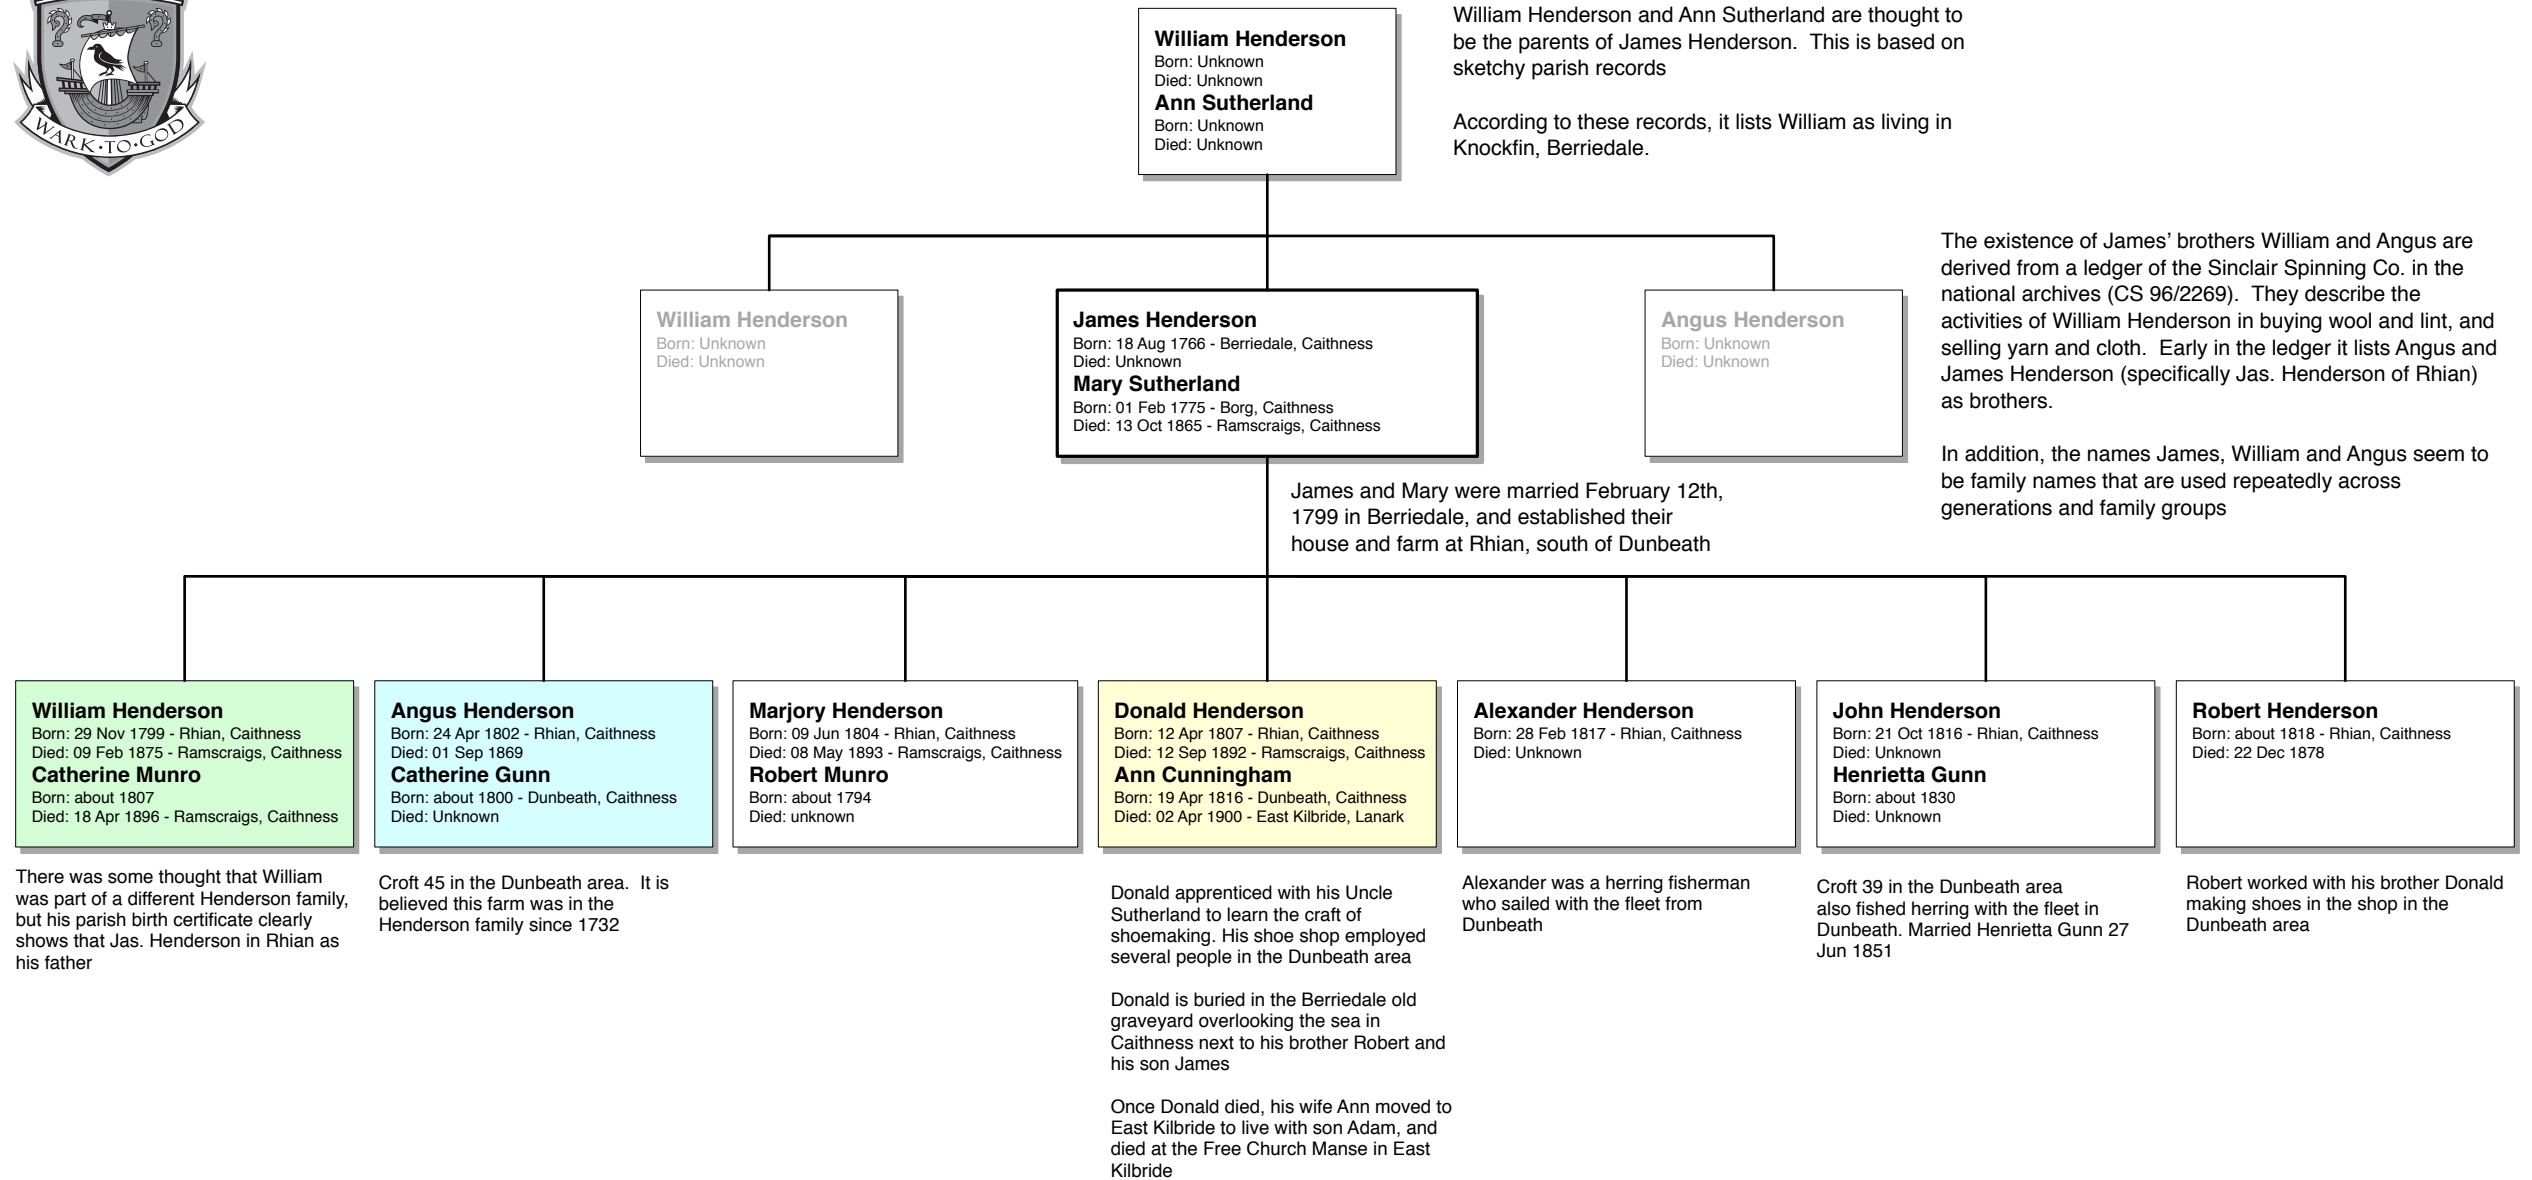 WARK·TO·GOD
William Henderson
Born: Unknown
Died: Unknown
Ann Sutherland
Born: Unknown
Died: Unknown
William Henderson and Ann Sutherland are thought to
be the parents of James Henderson.  This is based on
sketchy parish records
According to these records, it lists William as living in
Knockfin, Berriedale.
William Henderson
Born: Unknown
Died: Unknown
James Henderson
Born: 18 Aug 1766 - Berriedale, Caithness
Died: Unknown
Mary Sutherland
Born: 01 Feb 1775 - Borg, Caithness
Died: 13 Oct 1865 - Ramscraigs, Caithness
Angus Henderson
Born: Unknown
Died: Unknown
The existence of James’ brothers William and Angus are
derived from a ledger of the Sinclair Spinning Co. in the
national archives (CS 96/2269).  They describe the
activities of William Henderson in buying wool and lint, and
selling yarn and cloth.  Early in the ledger it lists Angus and
James Henderson (specifically Jas. Henderson of Rhian)
as brothers.
In addition, the names James, William and Angus seem to
be family names that are used repeatedly across
generations and family groups
James and Mary were married February 12th,
1799 in Berriedale, and established their
house and farm at Rhian, south of Dunbeath
William Henderson
Born: 29 Nov 1799 - Rhian, Caithness
Died: 09 Feb 1875 - Ramscraigs, Caithness
Catherine Munro
Born: about 1807
Died: 18 Apr 1896 - Ramscraigs, Caithness
There was some thought that William
was part of a different Henderson family,
but his parish birth certificate clearly
shows that Jas. Henderson in Rhian as
his father
Angus Henderson
Born: 24 Apr 1802 - Rhian, Caithness
Died: 01 Sep 1869
Catherine Gunn
Born: about 1800 - Dunbeath, Caithness
Died: Unknown
Croft 45 in the Dunbeath area.  It is
believed this farm was in the
Henderson family since 1732
Marjory Henderson
Born: 09 Jun 1804 - Rhian, Caithness
Died: 08 May 1893 - Ramscraigs, Caithness
Robert Munro
Born: about 1794
Died: unknown
Donald Henderson
Born: 12 Apr 1807 - Rhian, Caithness
Died: 12 Sep 1892 - Ramscraigs, Caithness
Ann Cunningham
Born: 19 Apr 1816 - Dunbeath, Caithness
Died: 02 Apr 1900 - East Kilbride, Lanark
Donald apprenticed with his Uncle
Sutherland to learn the craft of
shoemaking. His shoe shop employed
several people in the Dunbeath area
Donald is buried in the Berriedale old
graveyard overlooking the sea in
Caithness next to his brother Robert and
his son James
Once Donald died, his wife Ann moved to
East Kilbride to live with son Adam, and
died at the Free Church Manse in East
Kilbride
Alexander Henderson
Born: 28 Feb 1817 - Rhian, Caithness
Died: Unknown
Alexander was a herring fisherman
who sailed with the fleet from
Dunbeath
John Henderson
Born: 21 Oct 1816 - Rhian, Caithness
Died: Unknown
Henrietta Gunn
Born: about 1830
Died: Unknown
Croft 39 in the Dunbeath area
also fished herring with the fleet in
Dunbeath. Married Henrietta Gunn 27
Jun 1851
Robert Henderson
Born: about 1818 - Rhian, Caithness
Died: 22 Dec 1878
Robert worked with his brother Donald
making shoes in the shop in the
Dunbeath area